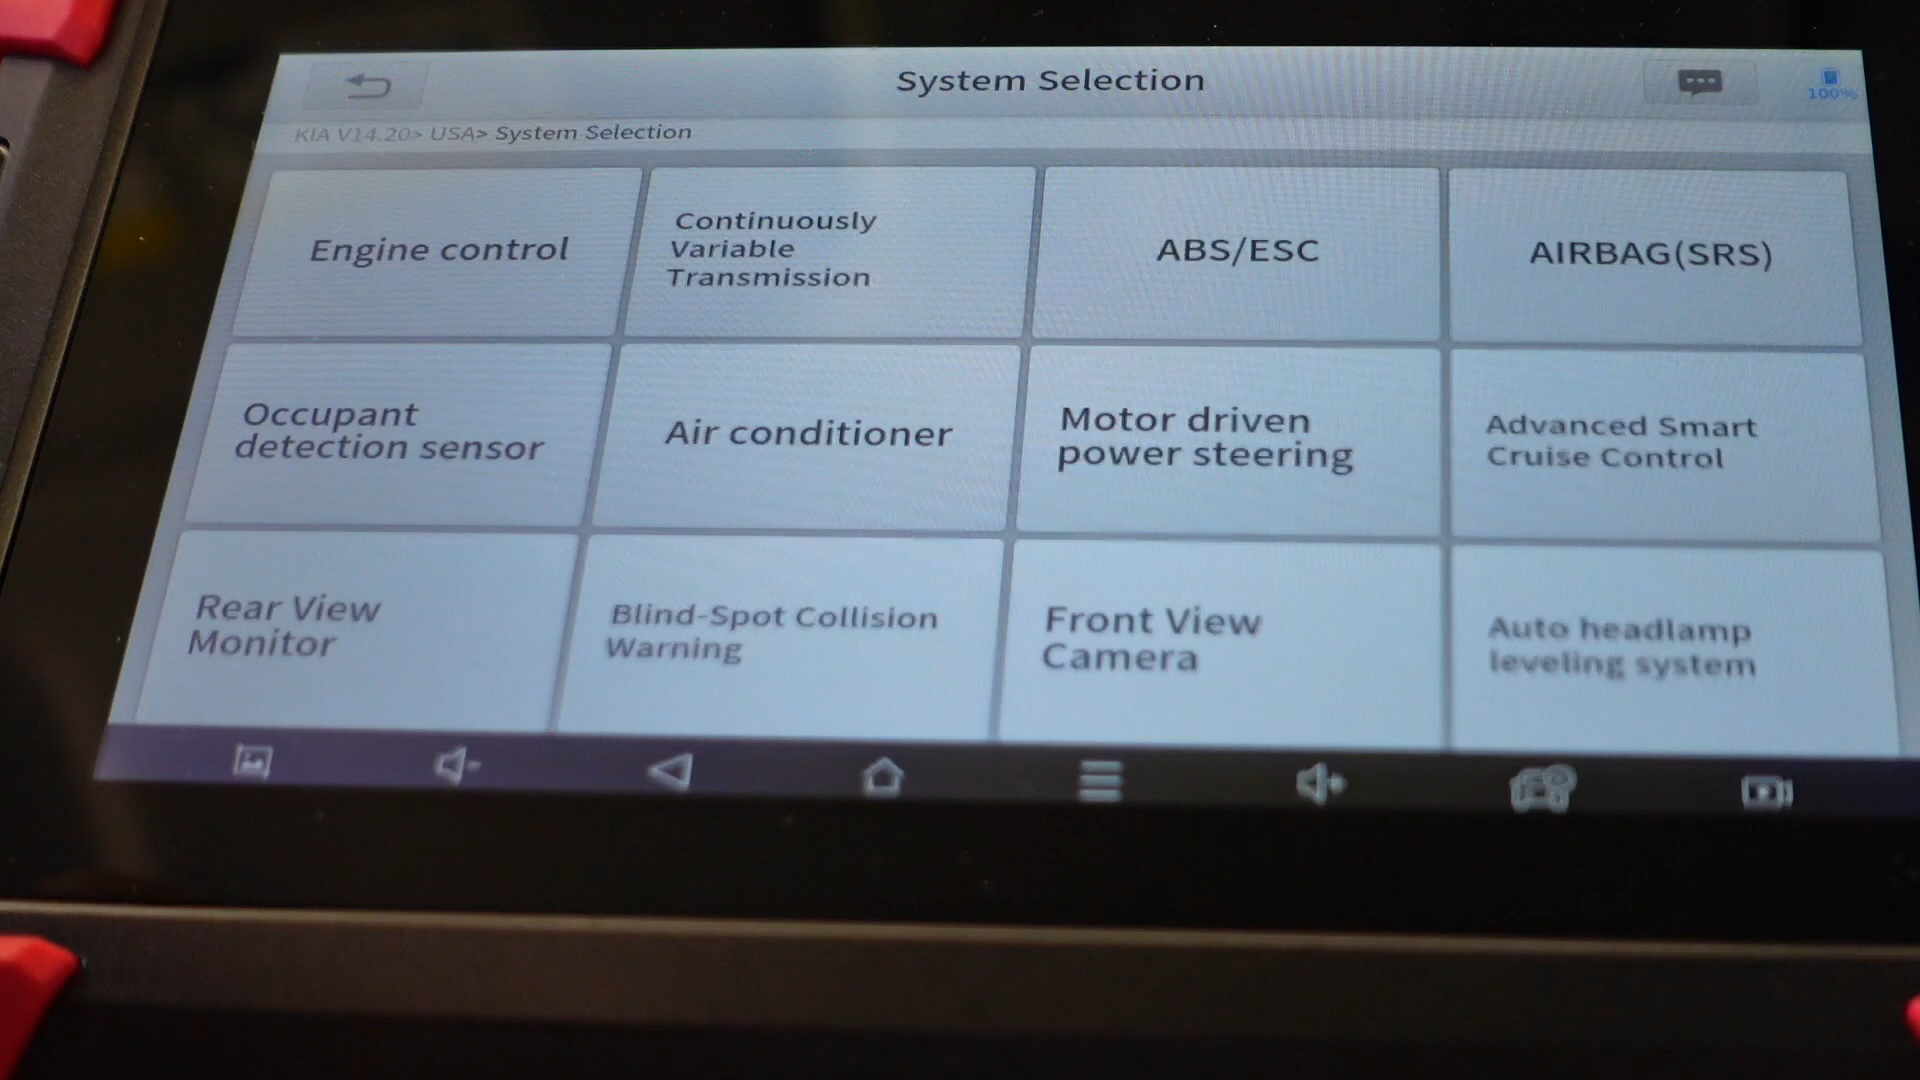 System Selection
100%
KIA V14.20> USA> System Selection
Engine control
Continuously
Variable
Transmission
ABS/ESC
AIRBAG(SRS)
Occupant
detection sensor
Air conditioner
Motor driven
power steering
Advanced Smart
Cruise Control
Rear View
Monitor
Blind-Spot Collision
Warning
Front View
Camera
Auto headlamp
leveling system